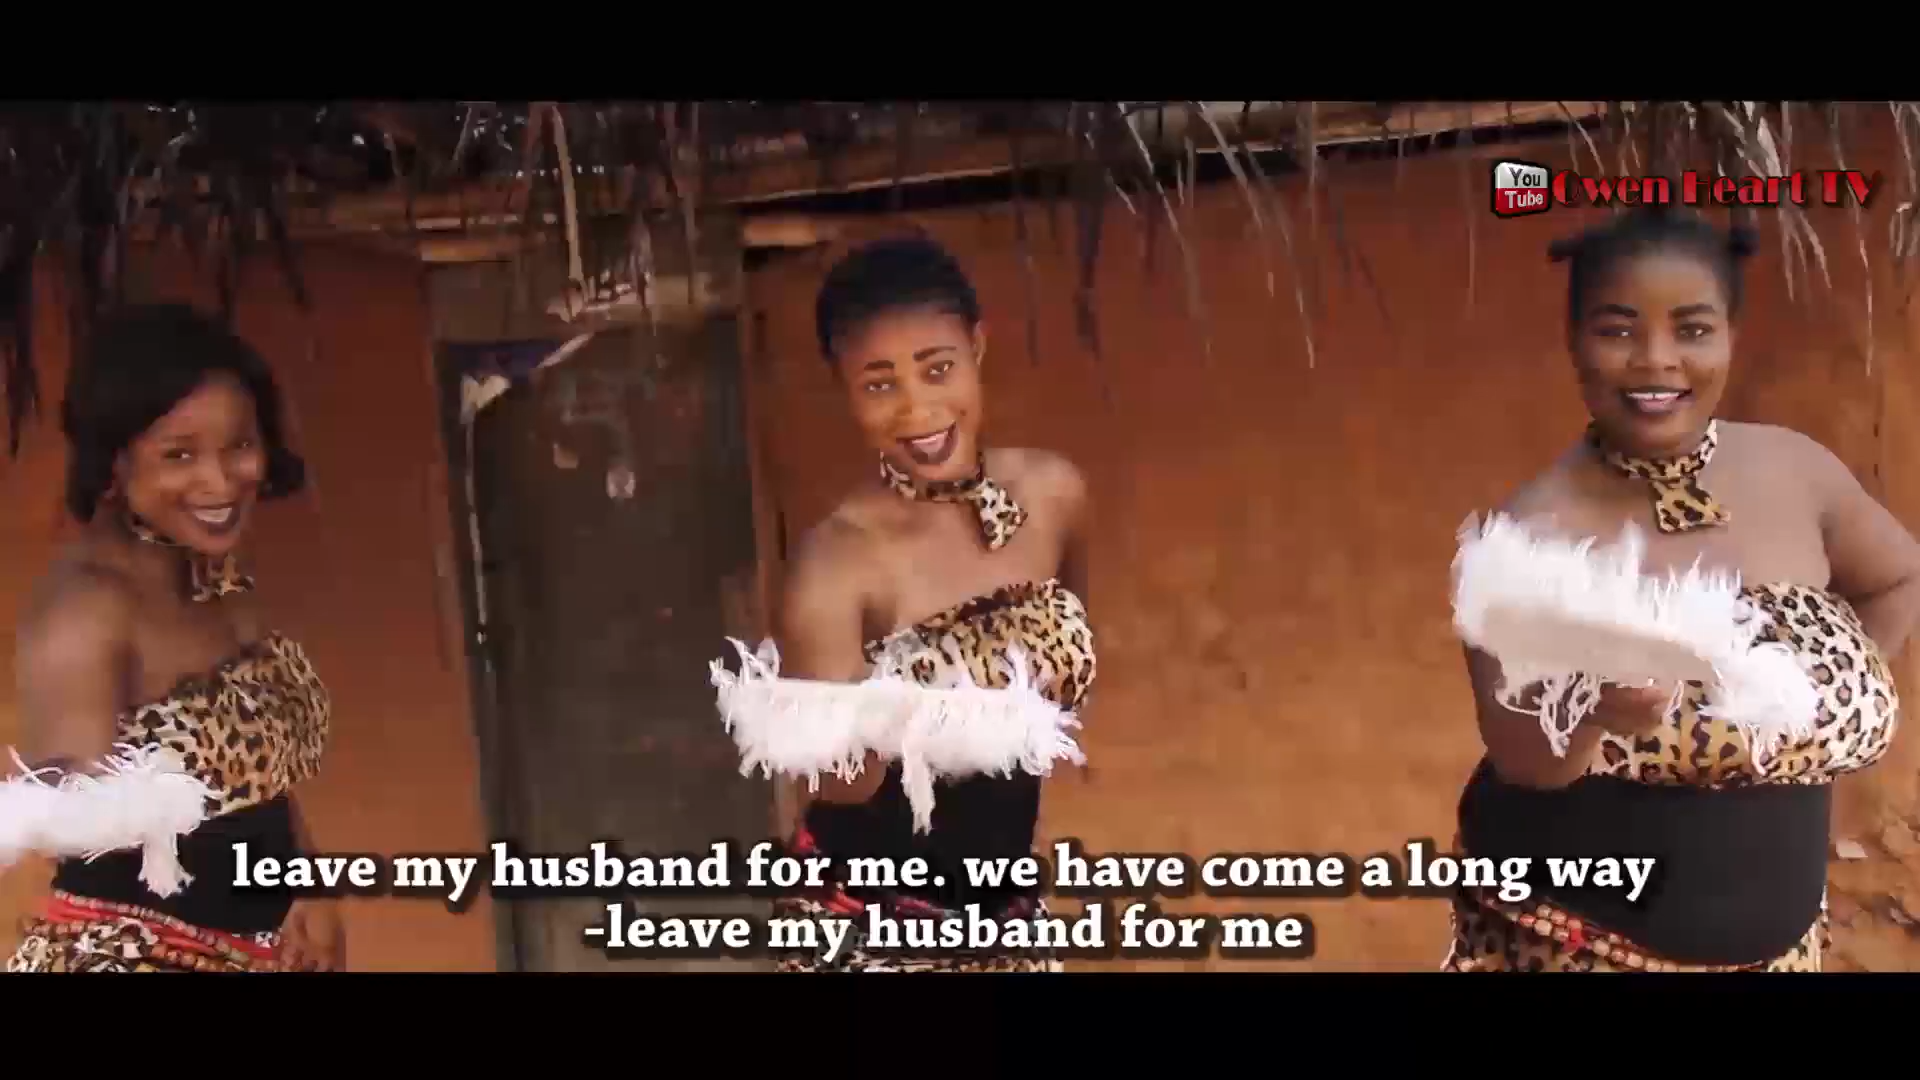 You
Tube
Owen Heart TV
leave my husband for me. we have come a long way
-leave my husband for me